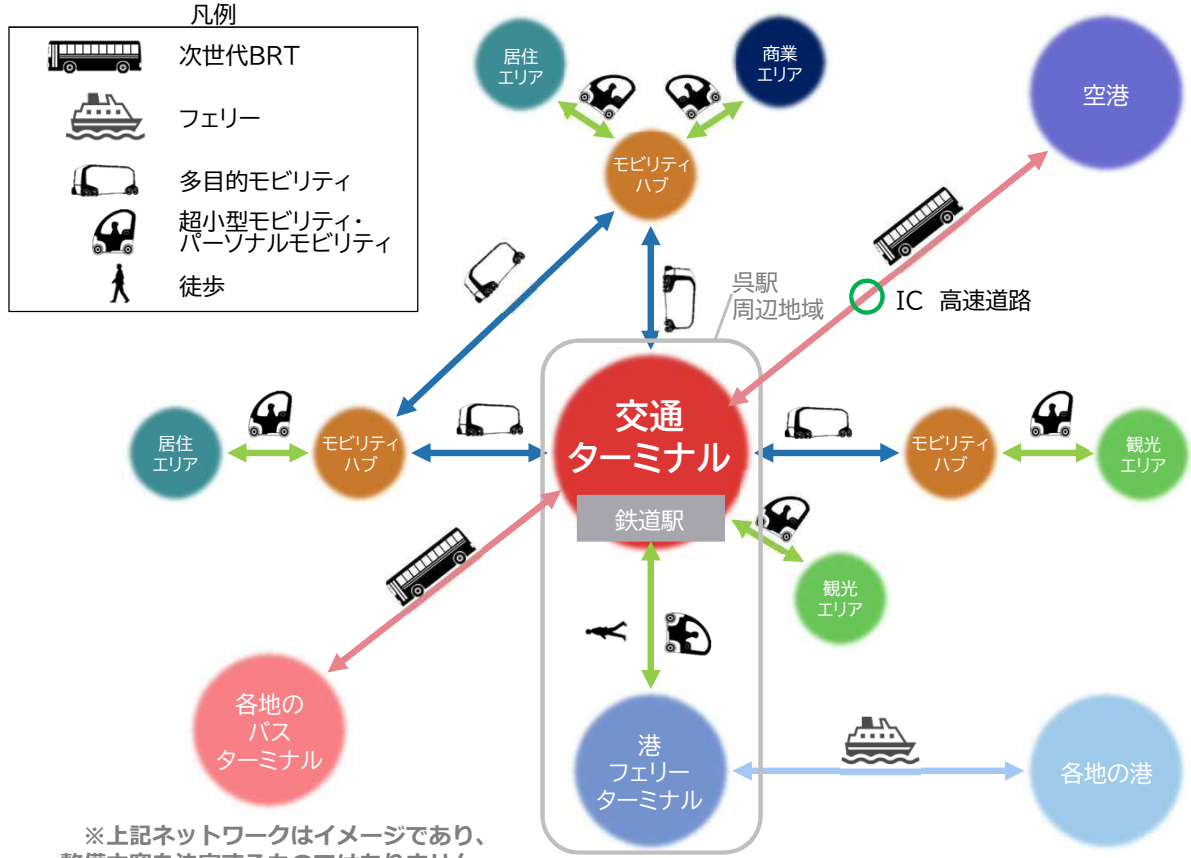 凡例
次世代BRT
フェリー
多目的モビリティ
超小型モビリティ・
パーソナルモビリティ
徒歩
居住
エリア
商業
エリア
空港
モビリティ
ハブ
呉駅
周辺地域
IC 高速道路
居住
エリア
モビリティ
ハブ
交通
ターミナル
鉄道駅
モビリティ
ハブ
観光
エリア
観光
エリア
各地の
バス
ターミナル
港
フェリー
ターミナル
各地の港
※上記ネットワークはイメージであり、